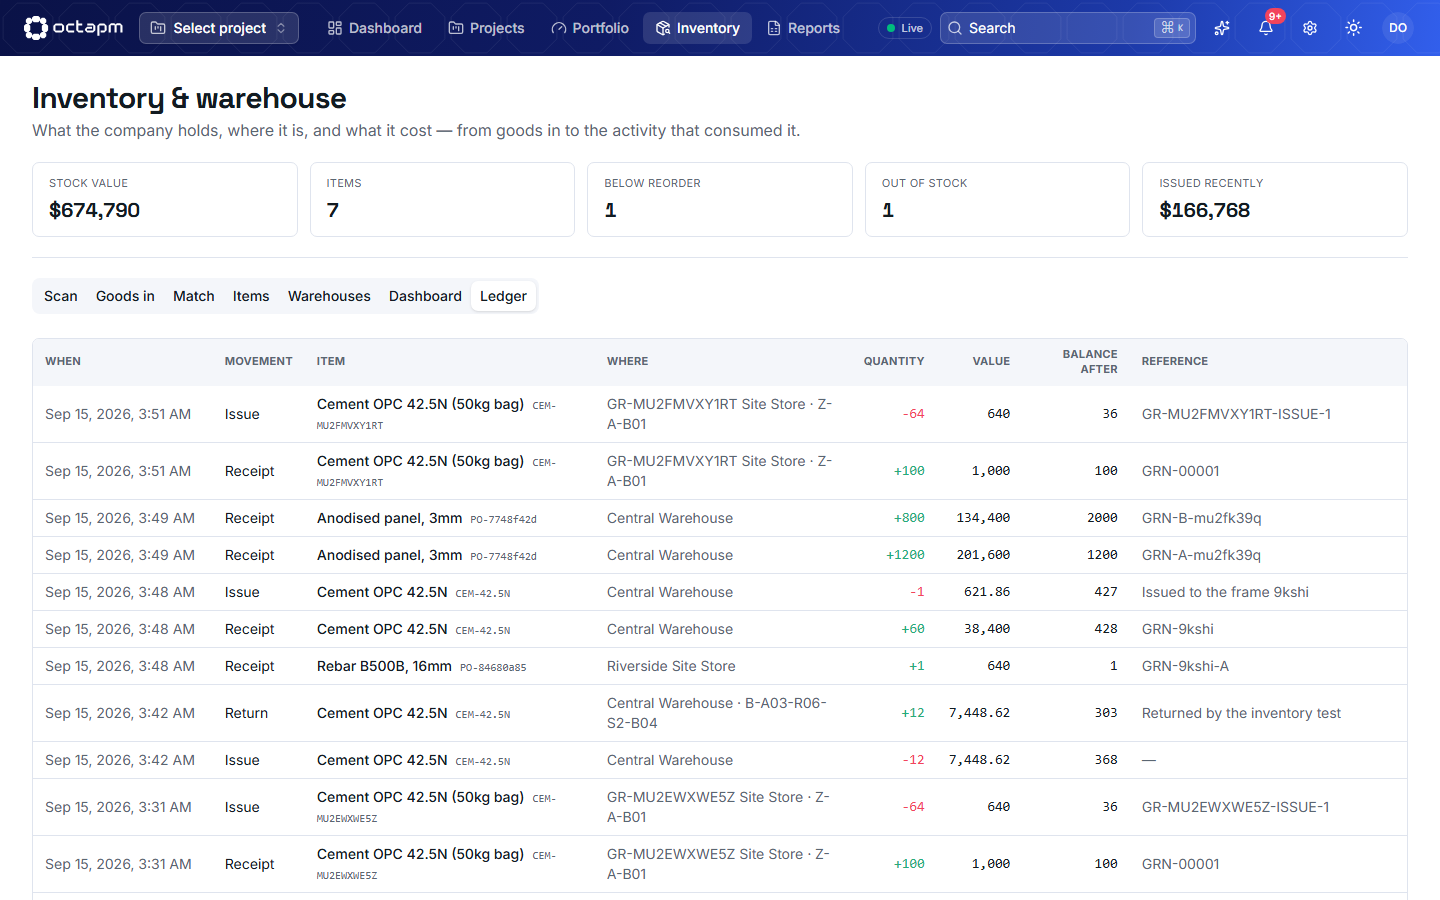 octapm Select project Dashboard Projects Portfolio Inventory Reports Live Search ⌘ K 9+ DO
Inventory & warehouse
What the company holds, where it is, and what it cost — from goods in to the activity that consumed it.
STOCK VALUE ITEMS BELOW REORDER OUT OF STOCK ISSUED RECENTLY
$674,790 7 1 1 $166,768
Scan Goods in Match Items Warehouses Dashboard Ledger
WHEN MOVEMENT ITEM WHERE QUANTITY VALUE BALANCE AFTER REFERENCE
Sep 15, 2026, 3:51 AM Issue Cement OPC 42.5N (50kg bag) CEM-MU2FMVXY1RT GR-MU2FMVXY1RT Site Store · Z-A-B01 -64 640 36 GR-MU2FMVXY1RT-ISSUE-1
Sep 15, 2026, 3:51 AM Receipt Cement OPC 42.5N (50kg bag) CEM-MU2FMVXY1RT GR-MU2FMVXY1RT Site Store · Z-A-B01 +100 1,000 100 GRN-00001
Sep 15, 2026, 3:49 AM Receipt Anodised panel, 3mm PO-7748f42d Central Warehouse +800 134,400 2000 GRN-B-mu2fk39q
Sep 15, 2026, 3:49 AM Receipt Anodised panel, 3mm PO-7748f42d Central Warehouse +1200 201,600 1200 GRN-A-mu2fk39q
Sep 15, 2026, 3:48 AM Issue Cement OPC 42.5N CEM-42.5N Central Warehouse -1 621.86 427 Issued to the frame 9kshi
Sep 15, 2026, 3:48 AM Receipt Cement OPC 42.5N CEM-42.5N Central Warehouse +60 38,400 428 GRN-9kshi
Sep 15, 2026, 3:48 AM Receipt Rebar B500B, 16mm PO-84680a85 Riverside Site Store +1 640 1 GRN-9kshi-A
Sep 15, 2026, 3:42 AM Return Cement OPC 42.5N CEM-42.5N Central Warehouse · B-A03-R06-S2-B04 +12 7,448.62 303 Returned by the inventory test
Sep 15, 2026, 3:42 AM Issue Cement OPC 42.5N CEM-42.5N Central Warehouse -12 7,448.62 368 —
Sep 15, 2026, 3:31 AM Issue Cement OPC 42.5N (50kg bag) CEM-MU2EWXWE5Z GR-MU2EWXWE5Z Site Store · Z-A-B01 -64 640 36 GR-MU2EWXWE5Z-ISSUE-1
Sep 15, 2026, 3:31 AM Receipt Cement OPC 42.5N (50kg bag) CEM-MU2EWXWE5Z GR-MU2EWXWE5Z Site Store · Z-A-B01 +100 1,000 100 GRN-00001